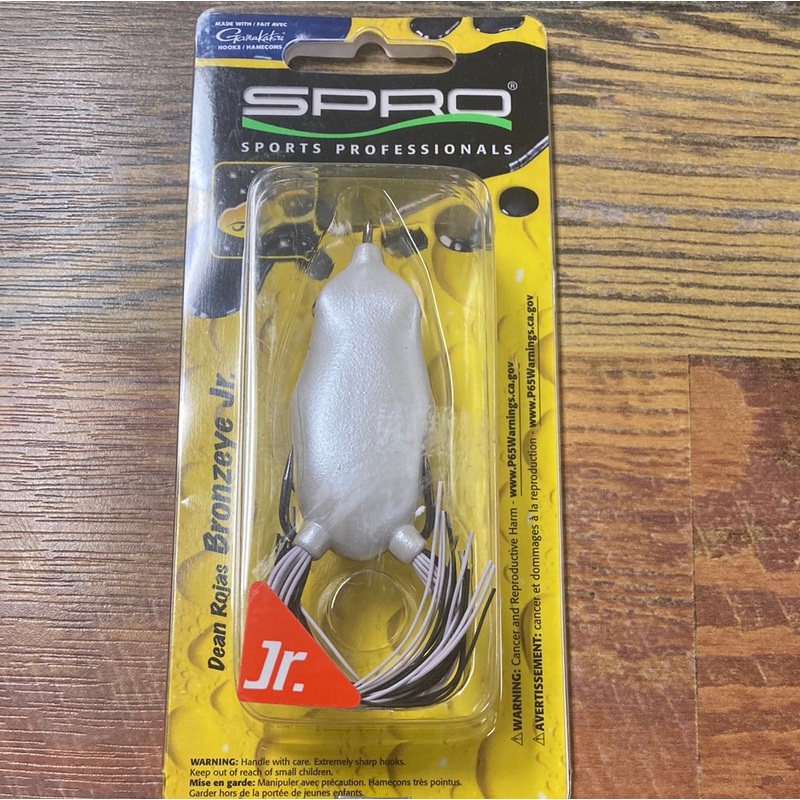 MADE WITH / FAIT AVEC
Gamakatsu
HOOKS / HAMEÇONS
SPRO®
SPORTS PROFESSIONALS
Dean Rojas Bronzeye Jr.
Jr.
⚠WARNING: Cancer and Reproductive Harm - www.P65Warnings.ca.gov
⚠AVERTISSEMENT: cancer et dommages à la reproduction - www.P65Warnings.ca.gov
WARNING: Handle with care. Extremely sharp hooks.
Keep out of reach of small children.
Mise en garde: Manipuler avec précaution. Hameçons très pointus.
Garder hors de la portée de jeunes enfants.